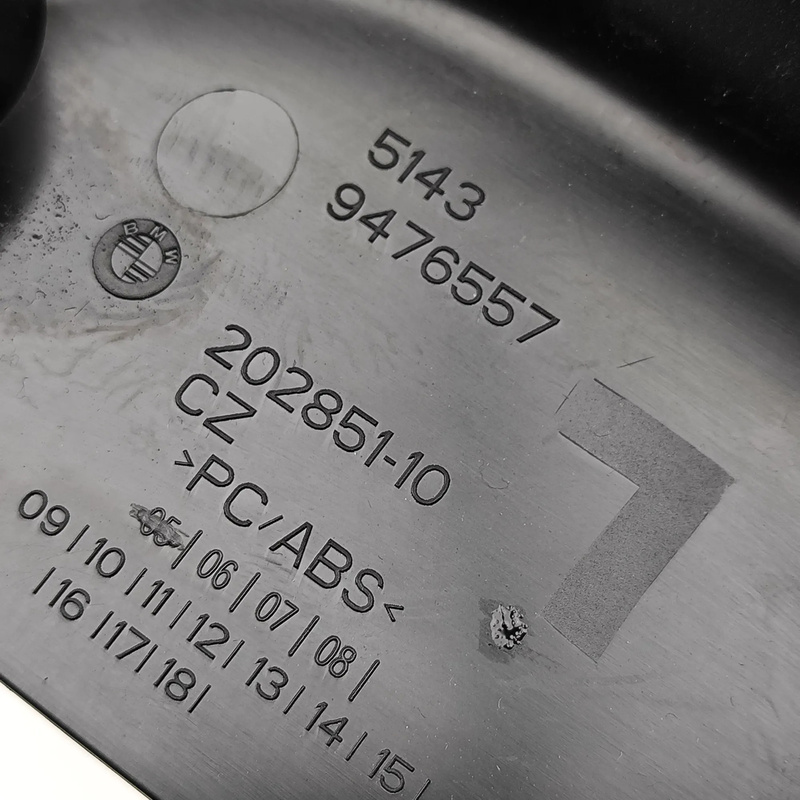 5143
9476557
BMW
202851-10
CZ
>PC/ABS<
05 | 06 | 07 | 08 |
09 | 10 | 11 | 12 | 13 | 14 | 15 |
| 16 | 17 | 18 |